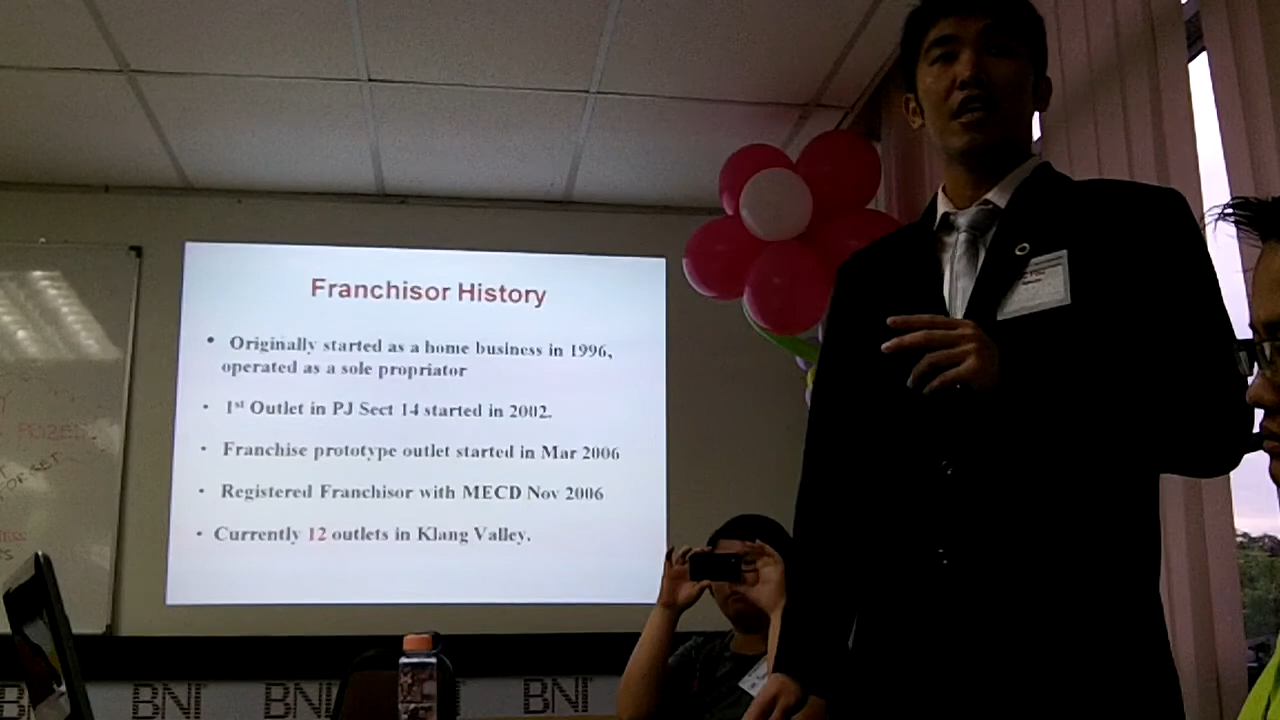 Franchisor History
• Originally started as a home business in 1996,
operated as a sole propriator
• 1st Outlet in PJ Sect 14 started in 2002.
• Franchise prototype outlet started in Mar 2006
• Registered Franchisor with MECD Nov 2006
• Currently 12 outlets in Klang Valley.
BNI BNI BNI